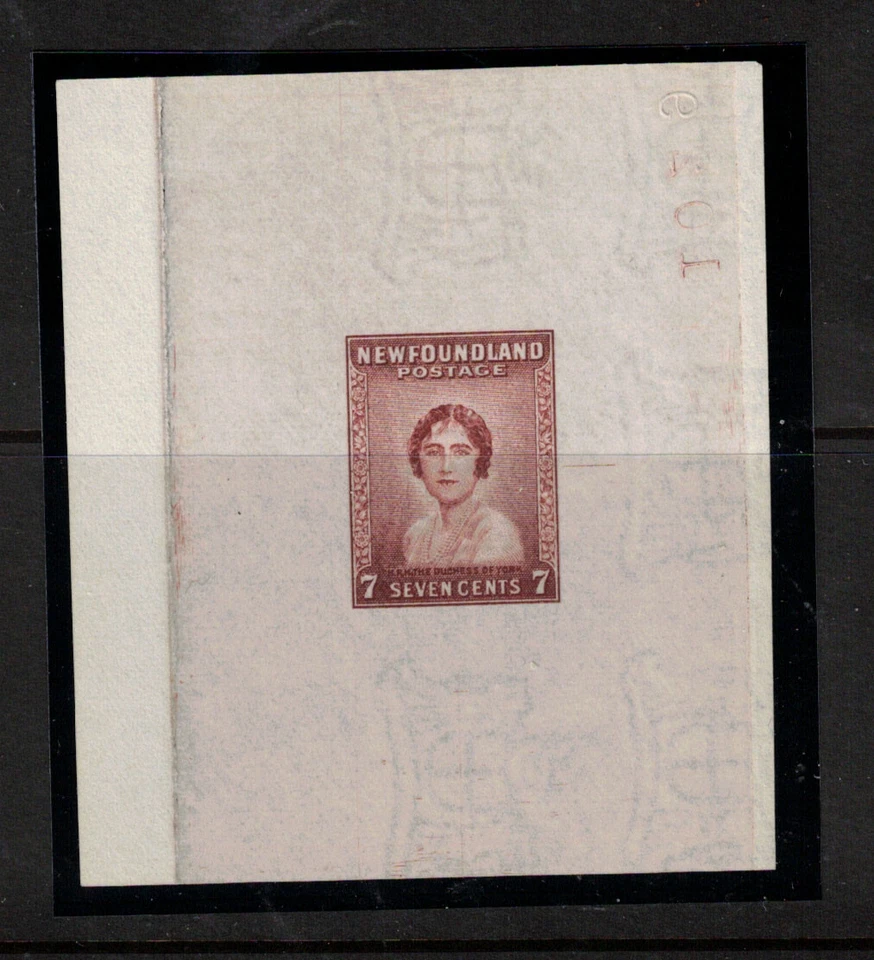 NEWFOUNDLAND
POSTAGE
H.R.H. THE DUCHESS OF YORK
7 SEVEN CENTS 7